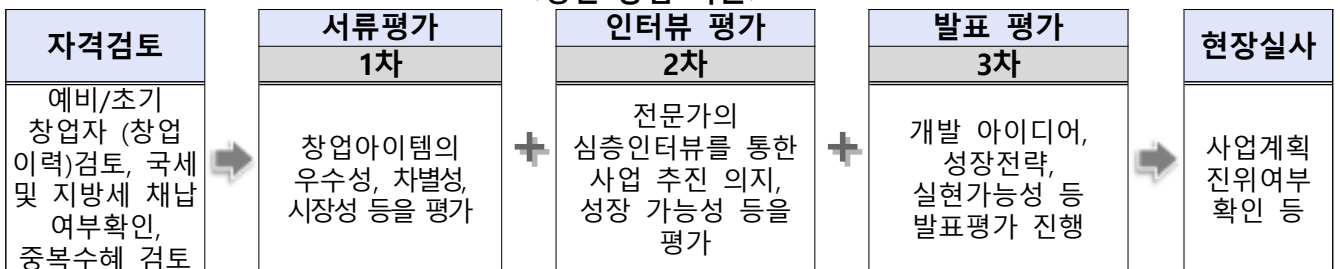 자격검토
예비/초기
창업자 (창업
이력)검토, 국세
및 지방세 채납
여부확인,
중복수혜 검토
서류평가
1차
창업아이템의
우수성, 차별성,
시장성 등을 평가
인터뷰 평가
2차
전문가의
심층인터뷰를 통한
사업 추진 의지,
성장 가능성 등을
평가
발표 평가
3차
개발 아이디어,
성장전략,
실현가능성 등
발표평가 진행
현장실사
사업계획
진위여부
확인 등